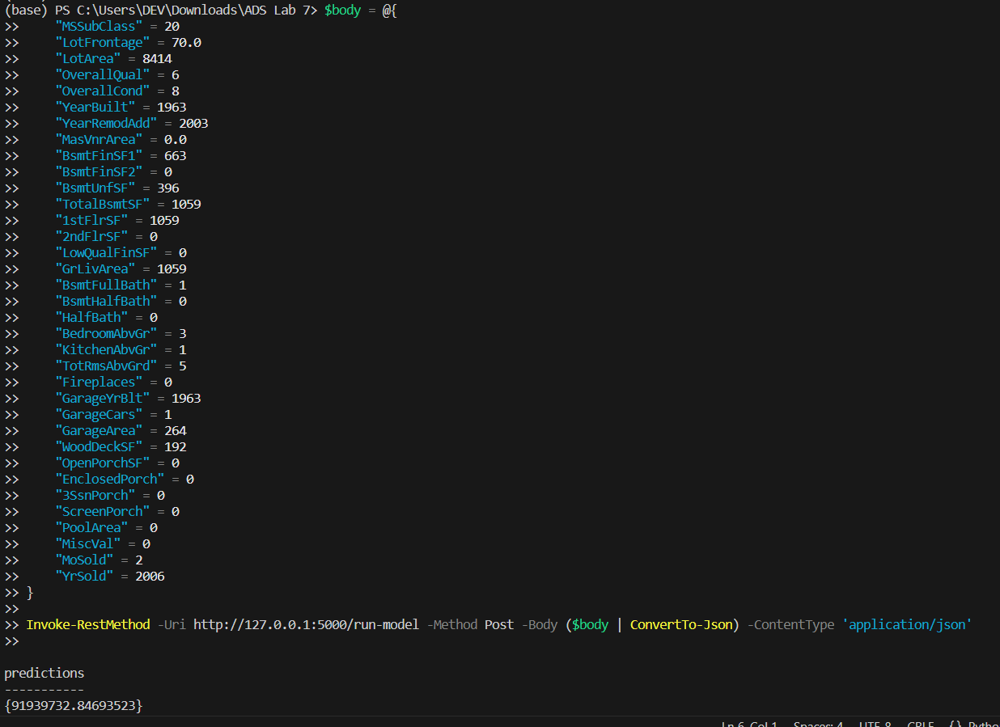 (base) PS C:\Users\DEV\Downloads\ADS Lab 7> $body = @{
>>     "MSSubClass" = 20
>>     "LotFrontage" = 70.0
>>     "LotArea" = 8414
>>     "OverallQual" = 6
>>     "OverallCond" = 8
>>     "YearBuilt" = 1963
>>     "YearRemodAdd" = 2003
>>     "MasVnrArea" = 0.0
>>     "BsmtFinSF1" = 663
>>     "BsmtFinSF2" = 0
>>     "BsmtUnfSF" = 396
>>     "TotalBsmtSF" = 1059
>>     "1stFlrSF" = 1059
>>     "2ndFlrSF" = 0
>>     "LowQualFinSF" = 0
>>     "GrLivArea" = 1059
>>     "BsmtFullBath" = 1
>>     "BsmtHalfBath" = 0
>>     "HalfBath" = 0
>>     "BedroomAbvGr" = 3
>>     "KitchenAbvGr" = 1
>>     "TotRmsAbvGrd" = 5
>>     "Fireplaces" = 0
>>     "GarageYrBlt" = 1963
>>     "GarageCars" = 1
>>     "GarageArea" = 264
>>     "WoodDeckSF" = 192
>>     "OpenPorchSF" = 0
>>     "EnclosedPorch" = 0
>>     "3SsnPorch" = 0
>>     "ScreenPorch" = 0
>>     "PoolArea" = 0
>>     "MiscVal" = 0
>>     "MoSold" = 2
>>     "YrSold" = 2006
>> }
>>
>> Invoke-RestMethod -Uri http://127.0.0.1:5000/run-model -Method Post -Body ($body | ConvertTo-Json) -ContentType 'application/json'
>>
predictions
-----------
{91939732.84693523}
Ln 6, Col 1 Spaces: 4 UTF-8 CRLF {} Pytho